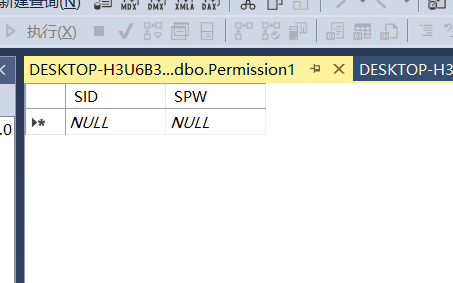 新建查询(N)
MDX DMX XMLA DAX
执行(X)
DESKTOP-H3U6B3...dbo.Permission1
DESKTOP-H3
SID SPW
.0
NULL NULL